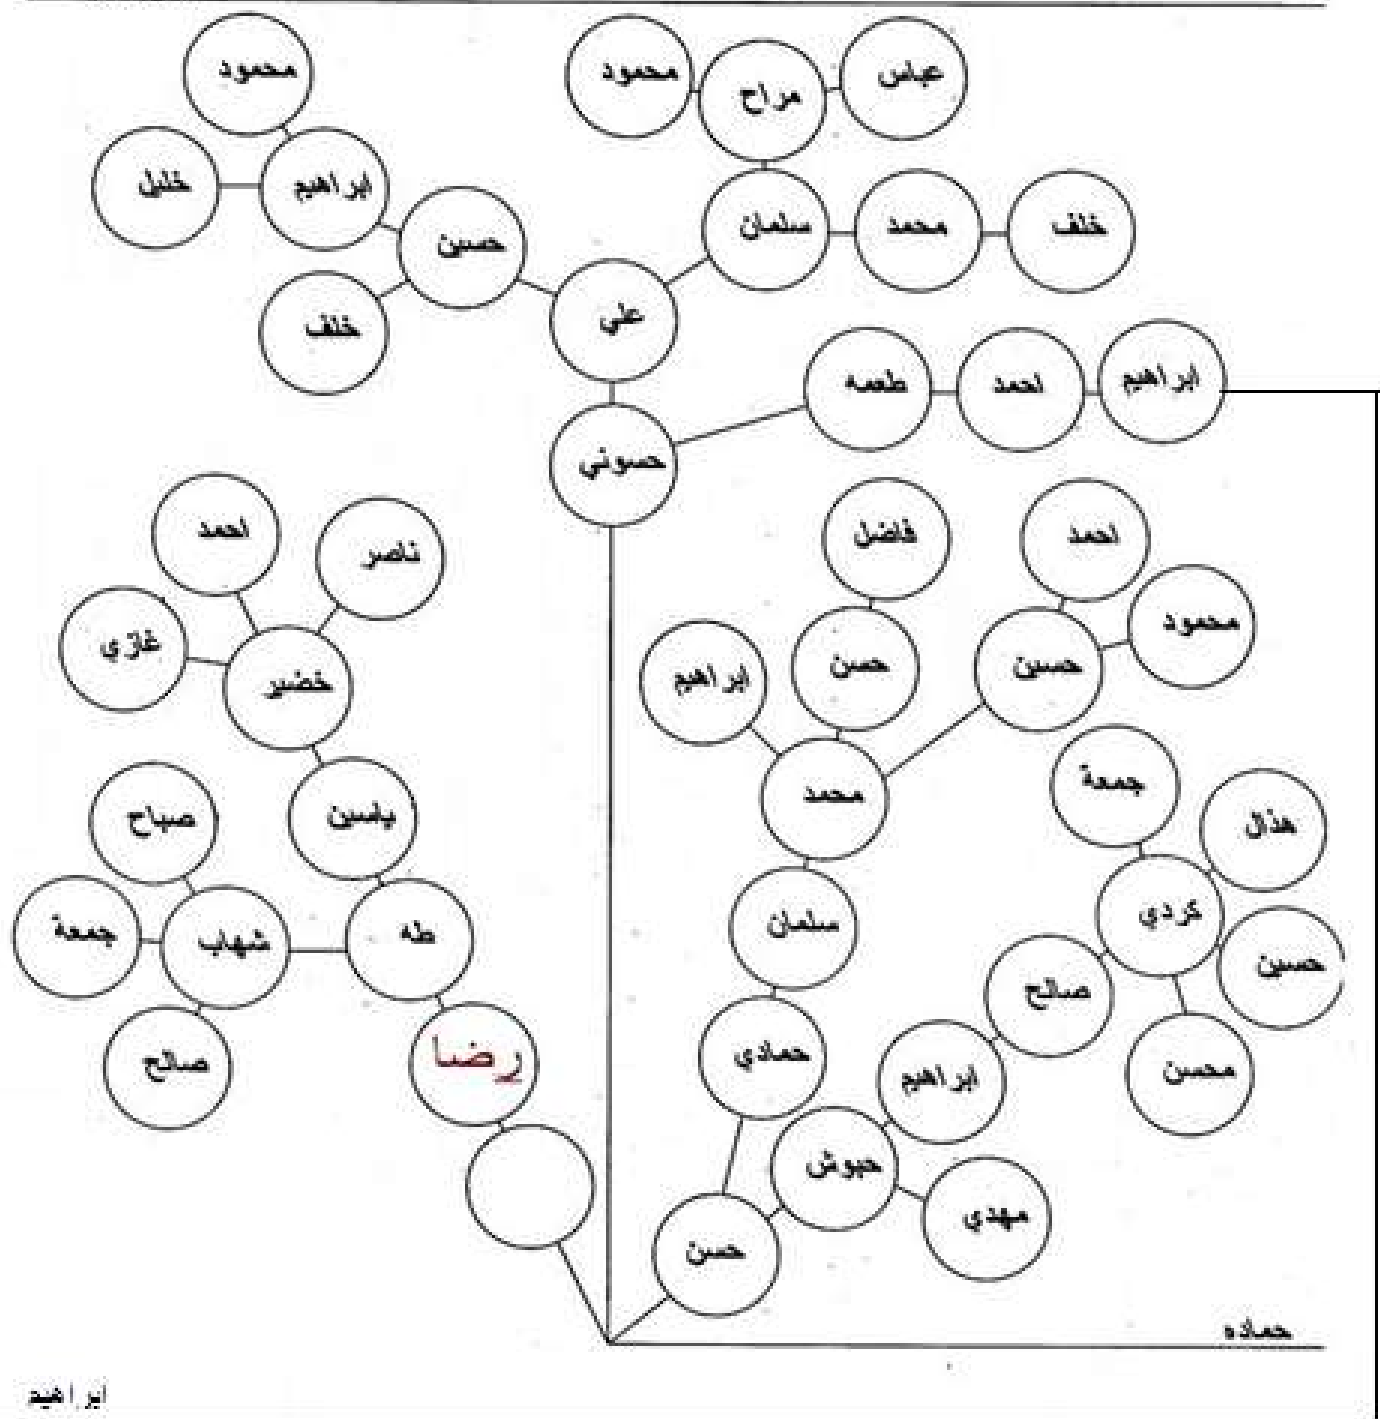 محمود
عباس
مراح
محمود
خليل
ابراهيم
حسين
خلف
علي
سلمان
محمد
خلف
طعمه
احمد
ابراهيم
حسوني
فاضل
احمد
محمود
حسين
حسن
ابراهيم
محمد
احمد
ناصر
غازي
خضير
ياسين
صباح
جمعة
شهاب
طه
صالح
رضا
جمعة
هذال
كردي
حسين
محسن
صالح
سلمان
حمادي
ابراهيم
حبوش
مهدي
حسن
حماده
ابراهيم